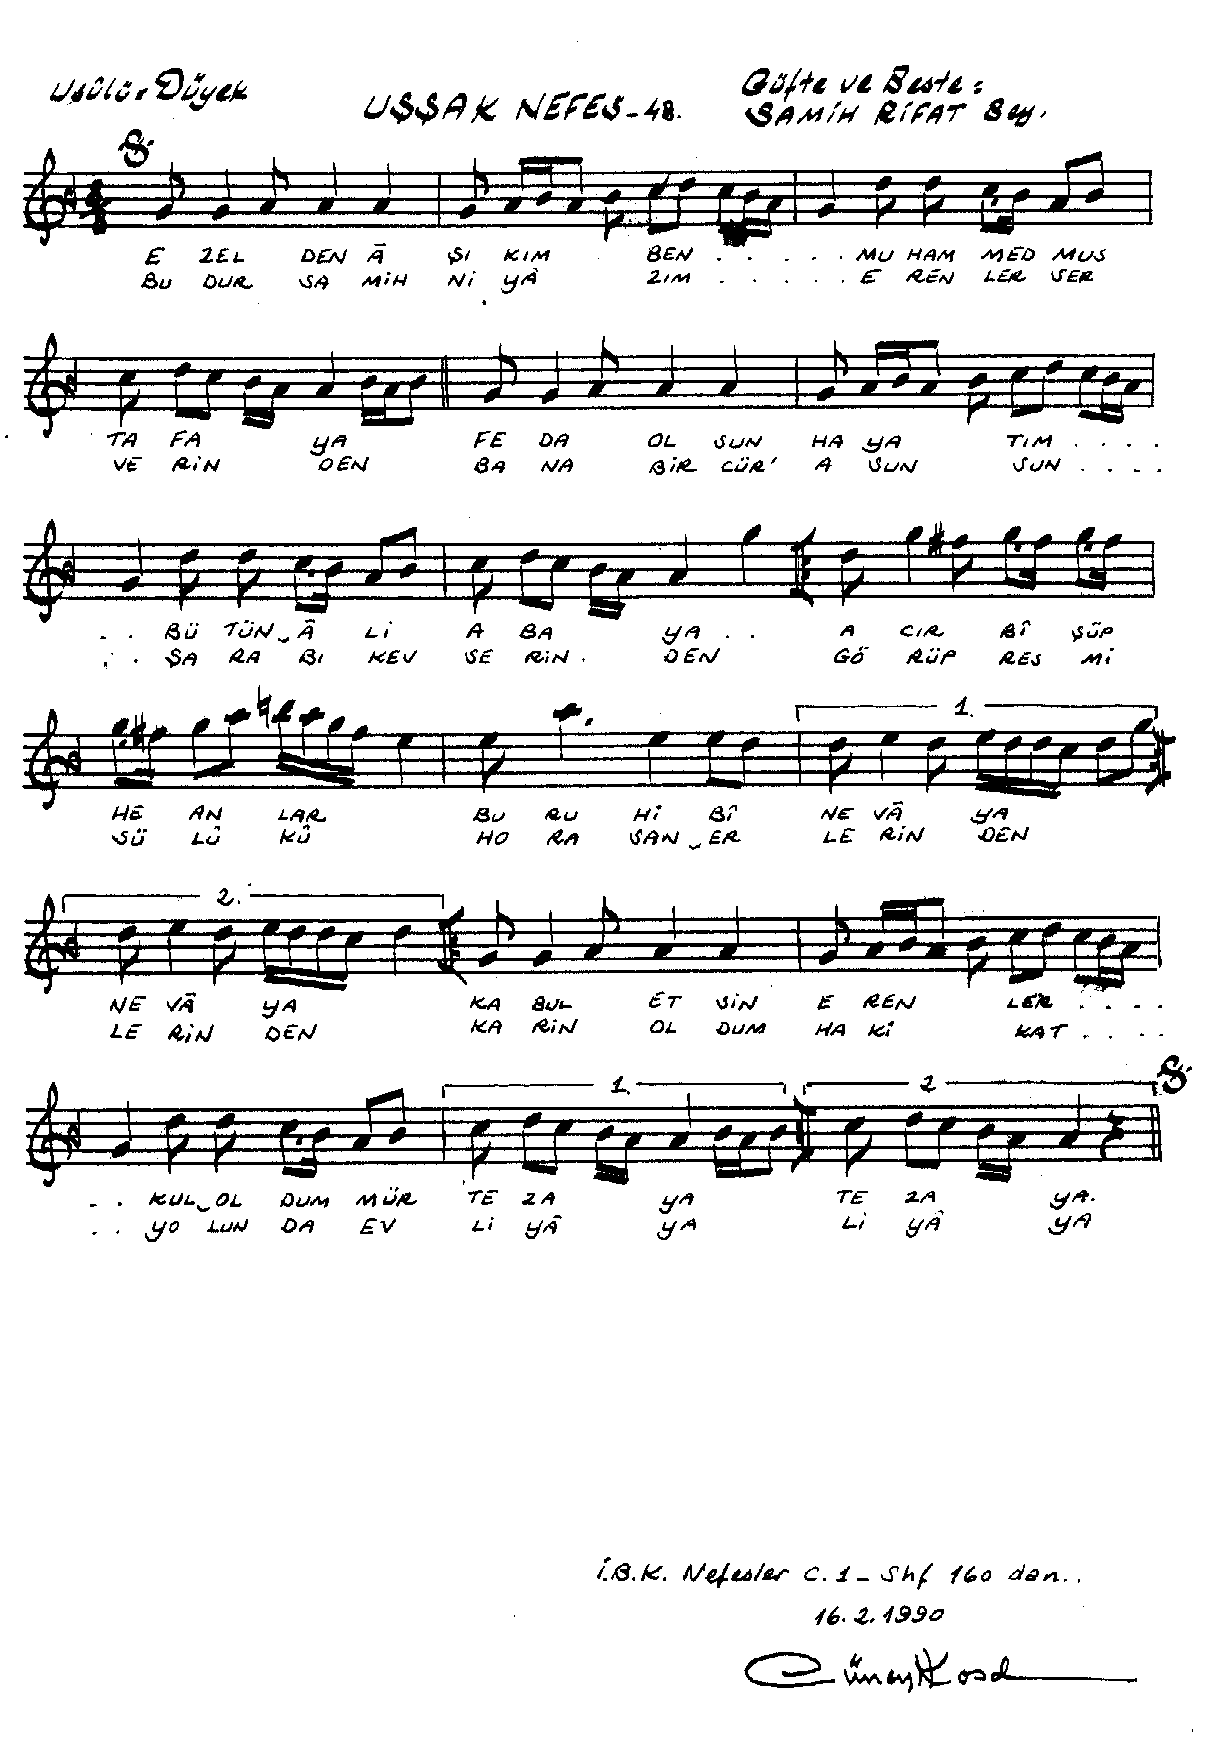 Usûlü: Düyek
UŞŞAK NEFES-48.
Güfte ve Beste:
SAMİH RİFAT Bey.
E ZEL DEN Â ŞI KIM BEN . . . . . MU HAM MED MUS
BU DUR SA MİH Nİ YÂ ZIM . . . . . E REN LER SER
TA FA YA FE DA OL SUN HA YA TIM . . . .
VE RİN DEN BA NA BİR CÜR' A SUN SUN . . . .
. . BÜ TÜN Â Lİ A BA YA . . A CIR BÎ ŞÜP
. . ŞA RA BI KEV SE RİN . DEN GÖ RÜP RES Mİ
1.
HE AN LAR BU RU Hİ BÎ NE VÂ YA
SÜ LÛ KÛ HO RA SAN ER LE RİN DEN
2.
NE VÂ YA KA BUL ET SİN E REN LER . . . .
LE RİN DEN KA RİN OL DUM HA Kİ KAT . . . .
1. 2
. . KUL OL DUM MÜR TE ZA YA TE ZA YA.
. . YO LUN DA EV Lİ YÂ YA Lİ YÂ YA
İ.B.K. Nefesler C.1- Shf 160 dan..
16.2.1990